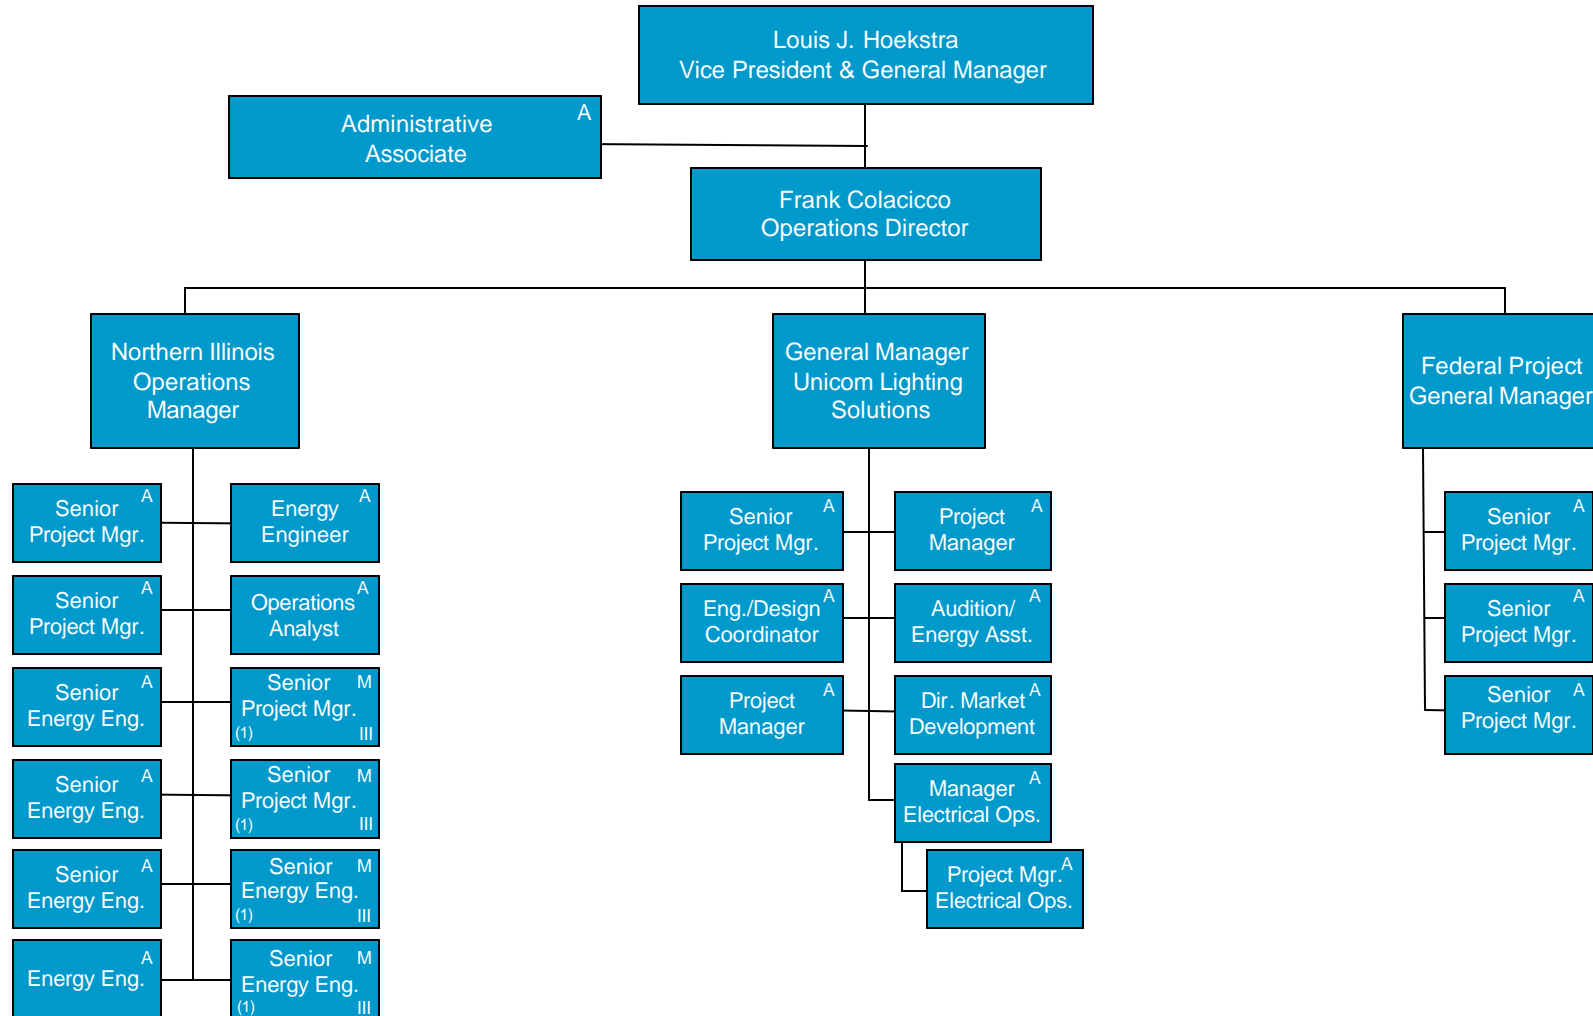 Louis J. Hoekstra
Vice President & General Manager
A
Administrative
Associate
Frank Colacicco
Operations Director
Northern Illinois
Operations
Manager
General Manager
Unicom Lighting
Solutions
Federal Project
General Manager
A
Senior
Project Mgr.
A
Energy
Engineer
A
Senior
Project Mgr.
A
Operations
Analyst
A
Senior
Energy Eng.
Senior M
Project Mgr.
(1) III
A
Senior
Energy Eng.
Senior M
Project Mgr.
(1) III
A
Senior
Energy Eng.
Senior M
Energy Eng.
(1) III
A
Energy Eng.
Senior M
Energy Eng.
(1) III
A
Senior
Project Mgr.
A
Project
Manager
A
Eng./Design
Coordinator
A
Audition/
Energy Asst.
A
Project
Manager
A
Dir. Market
Development
A
Manager
Electrical Ops.
A
Project Mgr.
Electrical Ops.
A
Senior
Project Mgr.
A
Senior
Project Mgr.
A
Senior
Project Mgr.